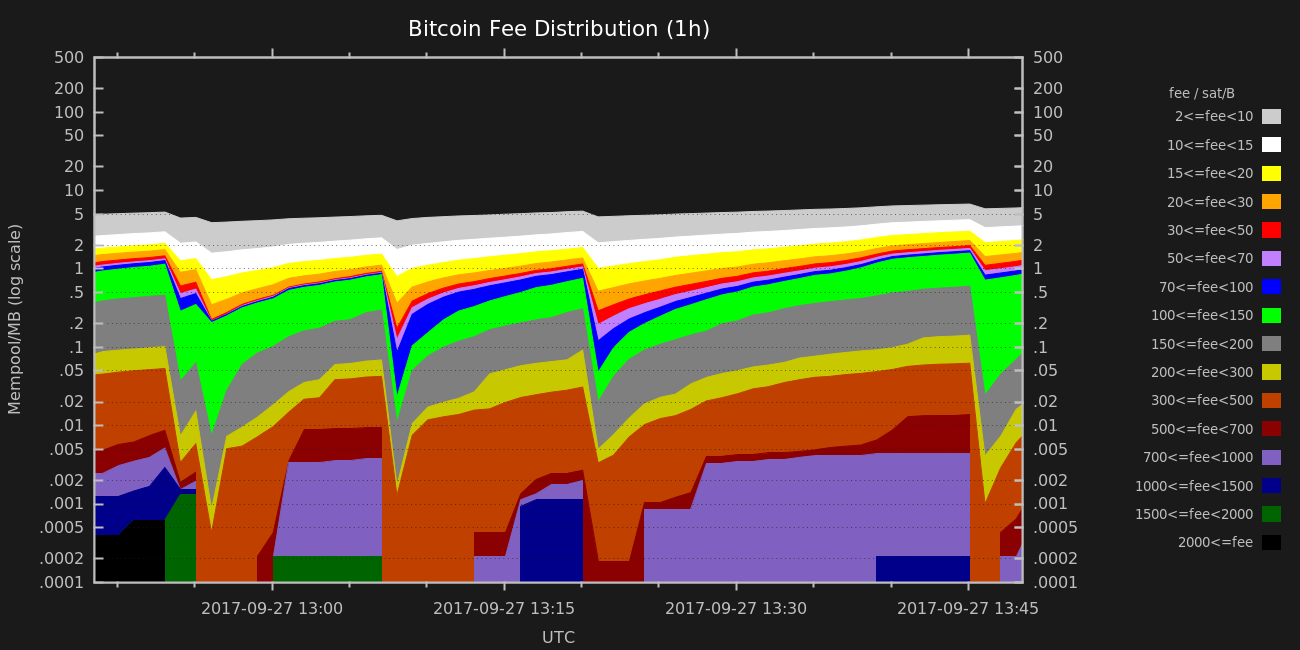 Bitcoin Fee Distribution (1h)
Mempool/MB (log scale)
500
200
100
50
20
10
5
2
1
.5
.2
.1
.05
.02
.01
.005
.002
.001
.0005
.0002
.0001
500
200
100
50
20
10
5
2
1
.5
.2
.1
.05
.02
.01
.005
.002
.001
.0005
.0002
.0001
2017-09-27 13:00
2017-09-27 13:15
2017-09-27 13:30
2017-09-27 13:45
UTC
fee / sat/B
2<=fee<10
10<=fee<15
15<=fee<20
20<=fee<30
30<=fee<50
50<=fee<70
70<=fee<100
100<=fee<150
150<=fee<200
200<=fee<300
300<=fee<500
500<=fee<700
700<=fee<1000
1000<=fee<1500
1500<=fee<2000
2000<=fee